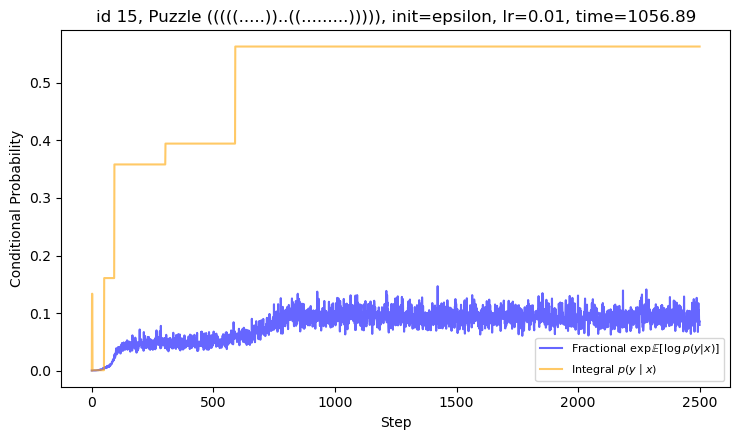 id 15, Puzzle (((((.....))..((.........))))), init=epsilon, lr=0.01, time=1056.89
Conditional Probability
0.5
0.4
0.3
0.2
0.1
0.0
Fractional exp 𝔼[log p(y|x)]
Integral p(y | x)
0 500 1000 1500 2000 2500
Step